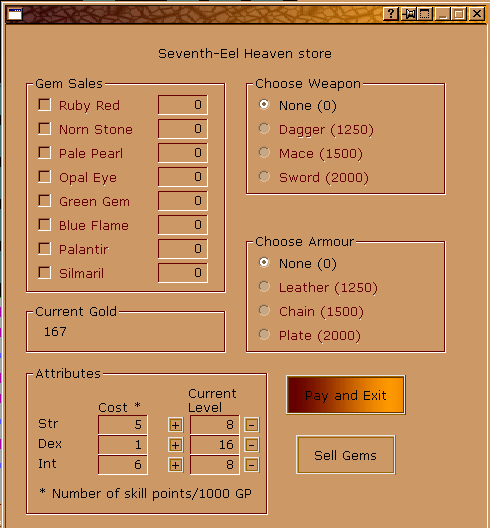 Seventh-Eel Heaven store
Gem Sales
Ruby Red 0
Norn Stone 0
Pale Pearl 0
Opal Eye 0
Green Gem 0
Blue Flame 0
Palantir 0
Silmaril 0
Choose Weapon
None (0)
Dagger (1250)
Mace (1500)
Sword (2000)
Choose Armour
None (0)
Leather (1250)
Chain (1500)
Plate (2000)
Current Gold
167
Attributes
Cost * Current Level
Str 5 + 8 -
Dex 1 + 16 -
Int 6 + 8 -
* Number of skill points/1000 GP
Pay and Exit
Sell Gems